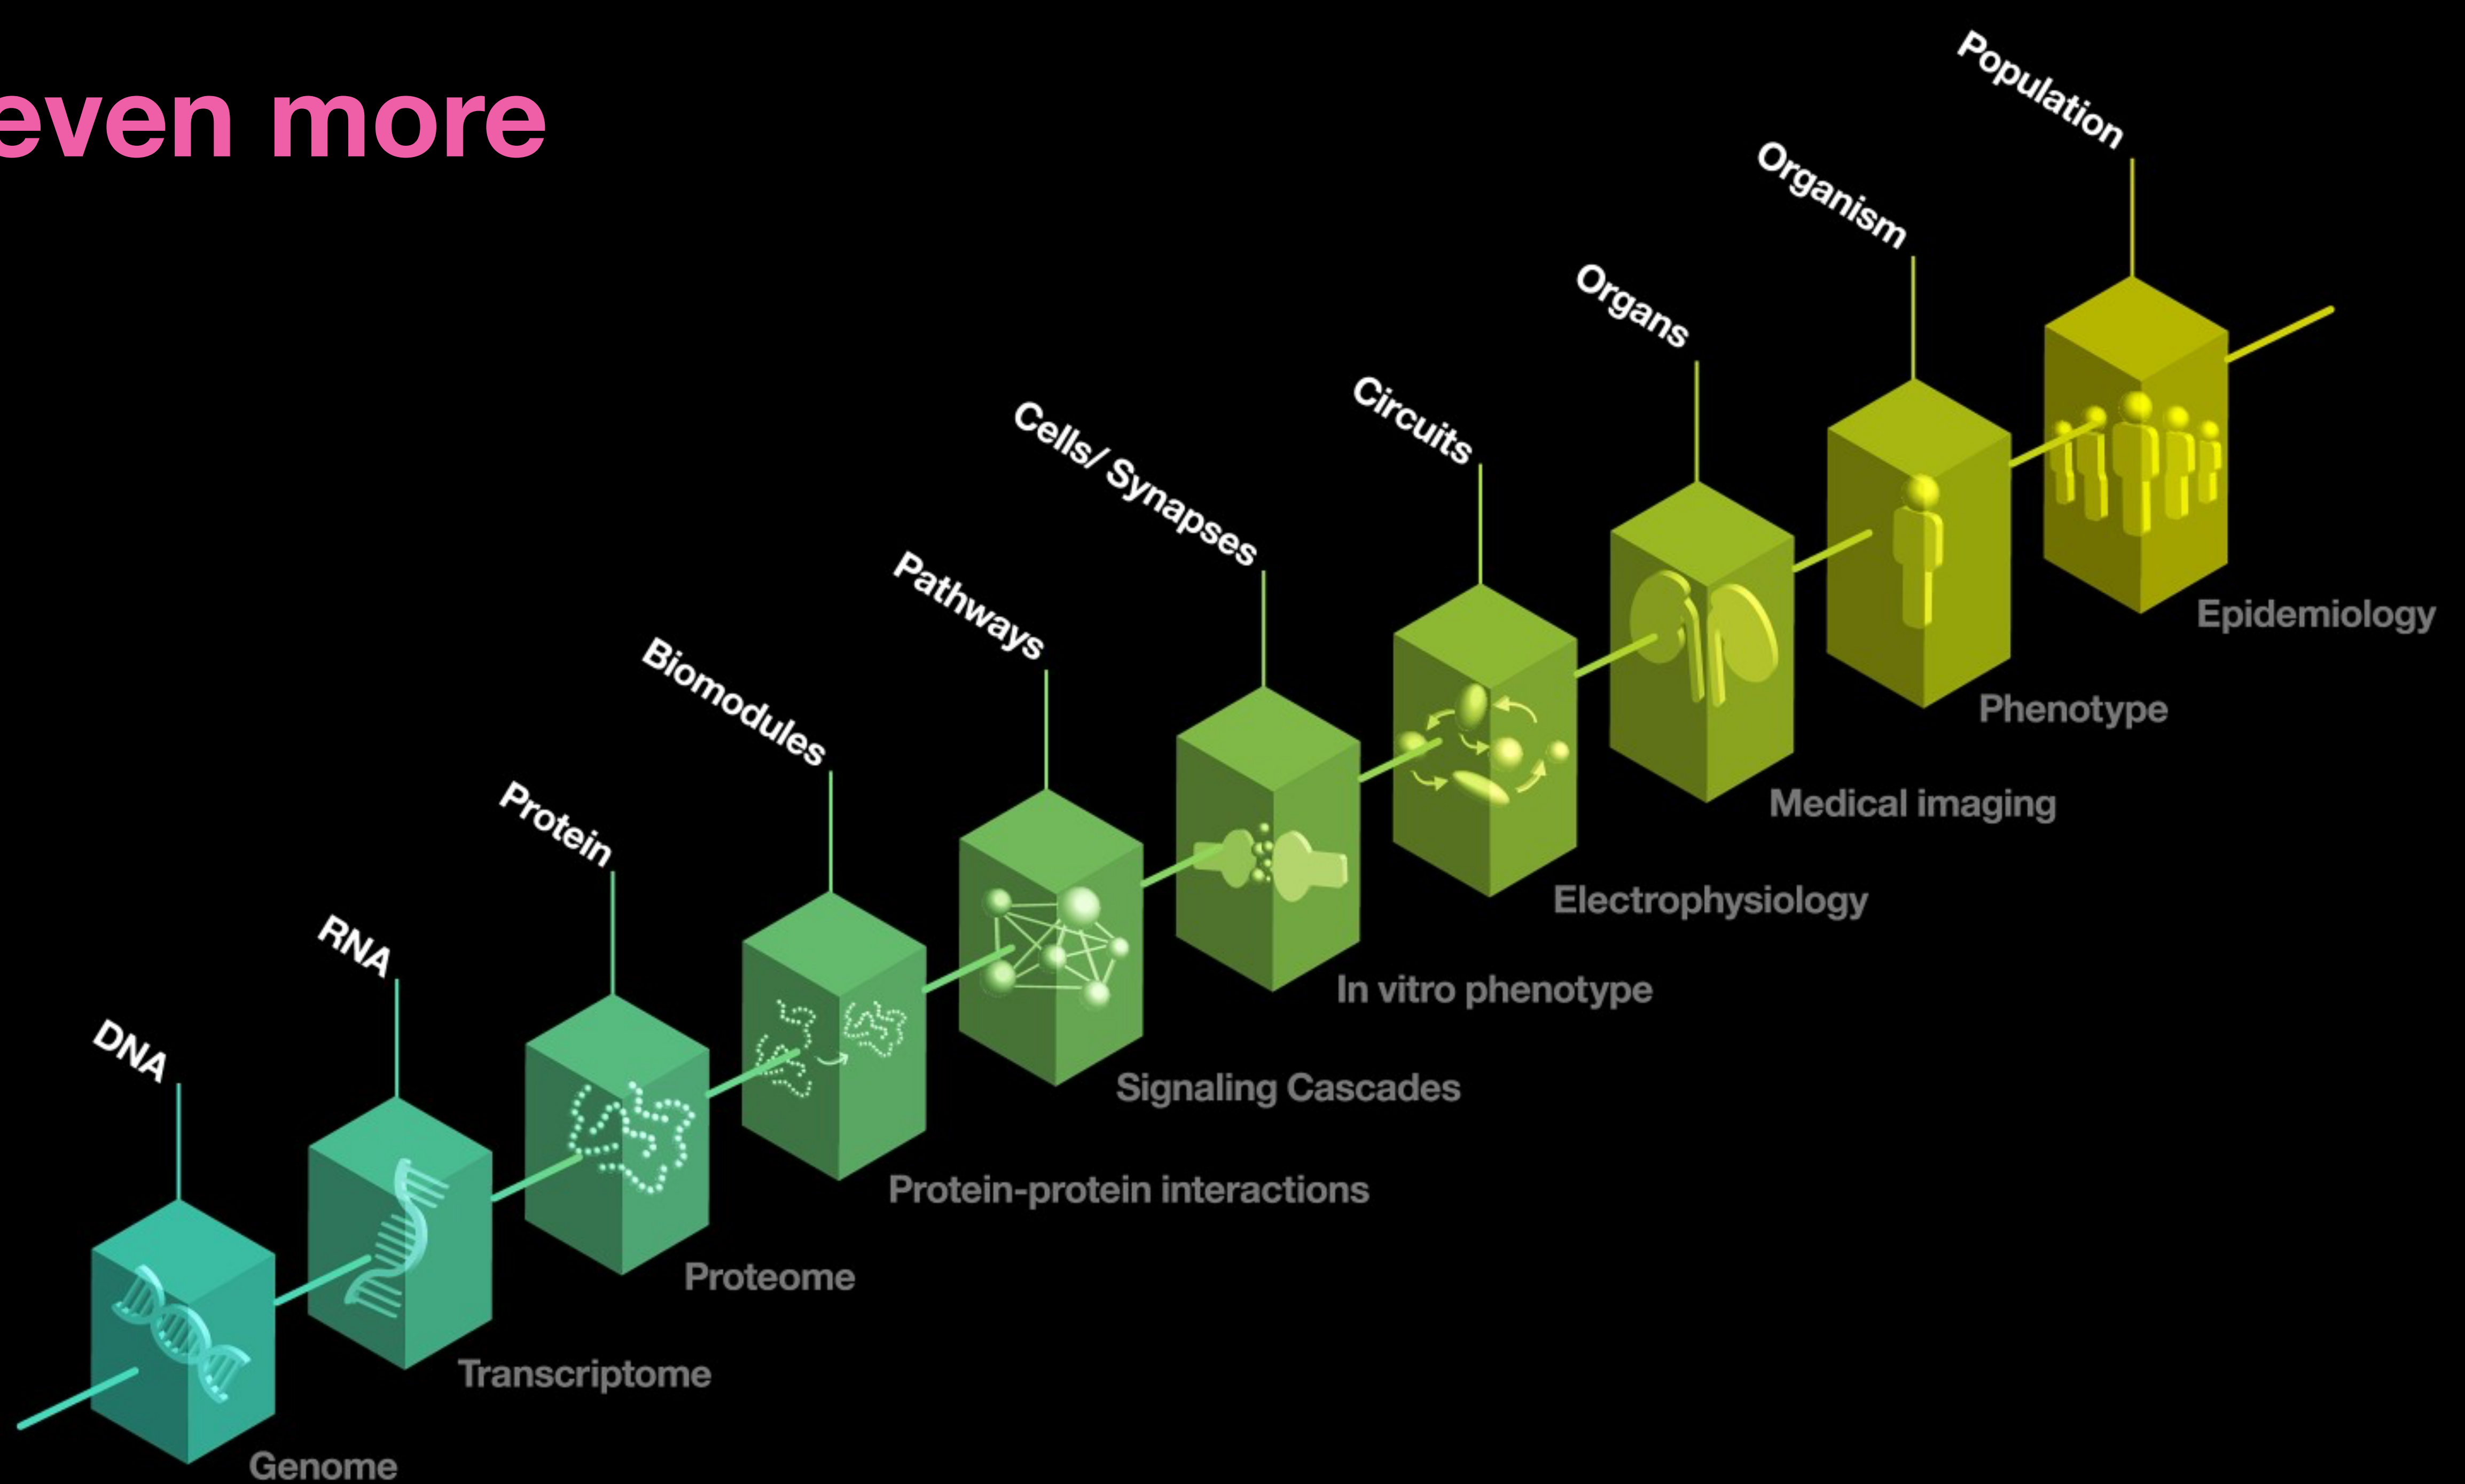 even more
Population
Organism
Organs
Circuits
Cells/ Synapses
Pathways
Biomodules
Protein
RNA
DNA
Epidemiology
Phenotype
Medical imaging
Electrophysiology
In vitro phenotype
Signaling Cascades
Protein-protein interactions
Proteome
Transcriptome
Genome